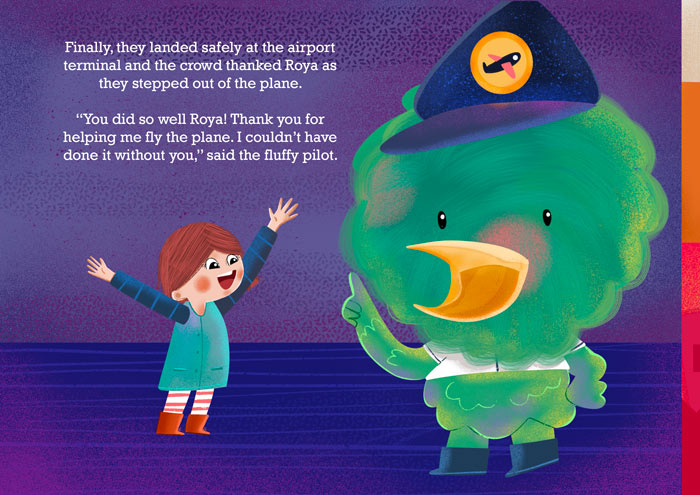 Finally, they landed safely at the airport
terminal and the crowd thanked Roya as
they stepped out of the plane.
“You did so well Roya! Thank you for
helping me fly the plane. I couldn’t have
done it without you,” said the fluffy pilot.